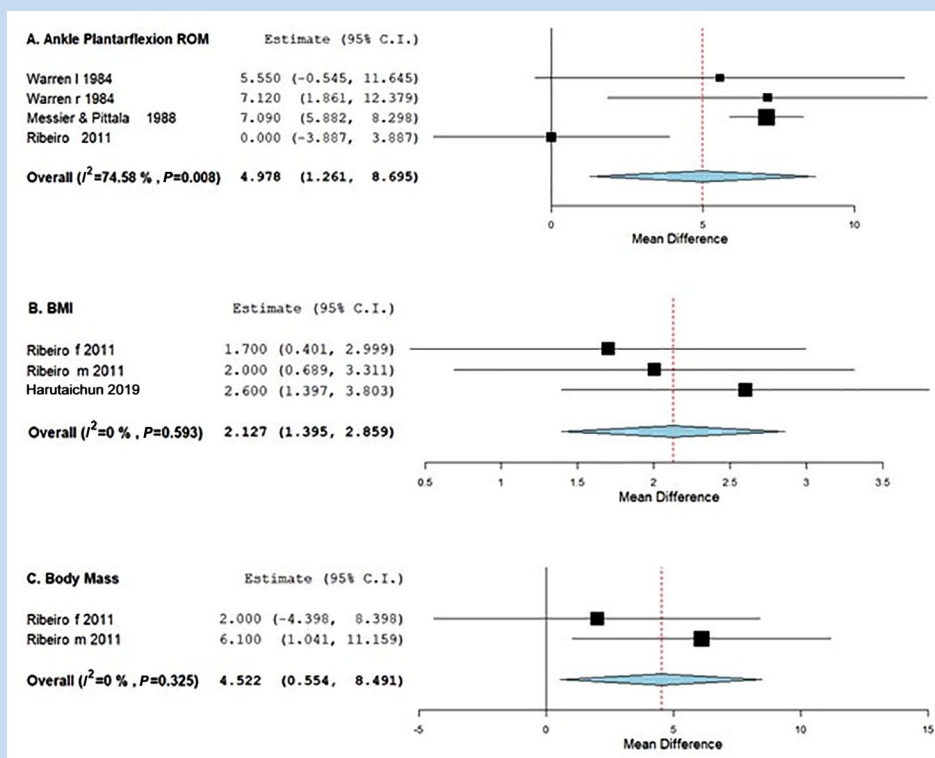 A. Ankle Plantarflexion ROM Estimate (95% C.I.)
Warren l 1984 5.550 (-0.545, 11.645)
Warren r 1984 7.120 (1.861, 12.379)
Messier & Pittala 1988 7.090 (5.882, 8.298)
Ribeiro 2011 0.000 (-3.887, 3.887)
Overall (I²=74.58 % , P=0.008) 4.978 (1.261, 8.695)
0 5 10
Mean Difference
B. BMI Estimate (95% C.I.)
Ribeiro f 2011 1.700 (0.401, 2.999)
Ribeiro m 2011 2.000 (0.689, 3.311)
Harutaichun 2019 2.600 (1.397, 3.803)
Overall (I²=0 % , P=0.593) 2.127 (1.395, 2.859)
0.5 1 1.5 2 2.5 3 3.5
Mean Difference
C. Body Mass Estimate (95% C.I.)
Ribeiro f 2011 2.000 (-4.398, 8.398)
Ribeiro m 2011 6.100 (1.041, 11.159)
Overall (I²=0 % , P=0.325) 4.522 (0.554, 8.491)
-5 0 5 10 15
Mean Difference